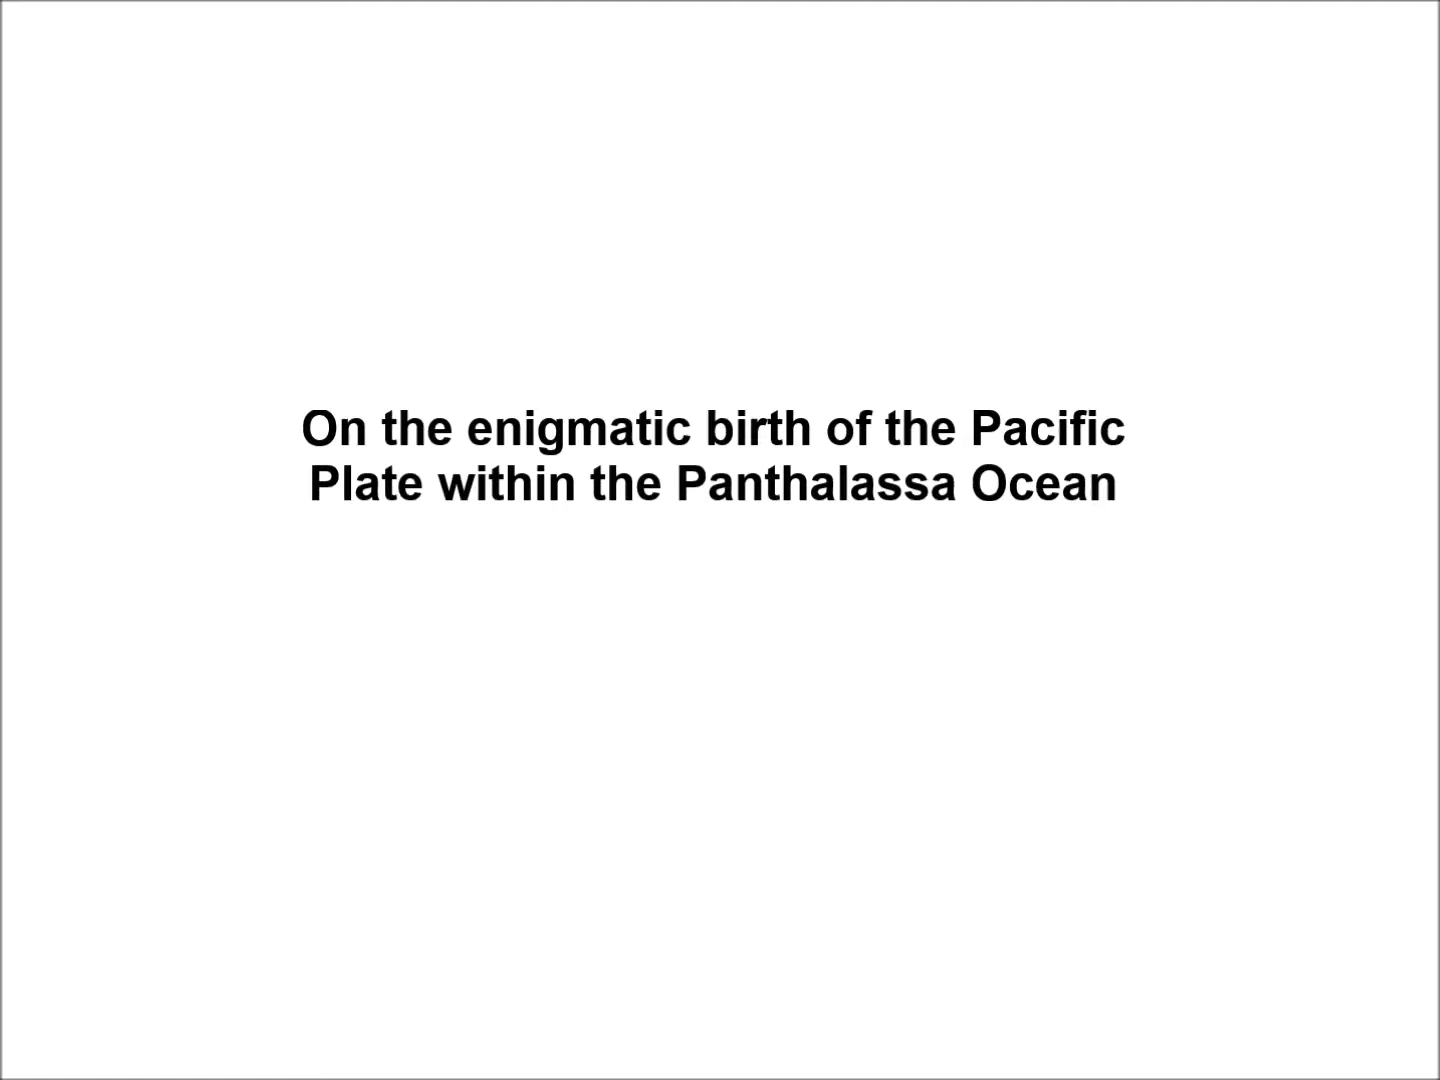 On the enigmatic birth of the Pacific
Plate within the Panthalassa Ocean